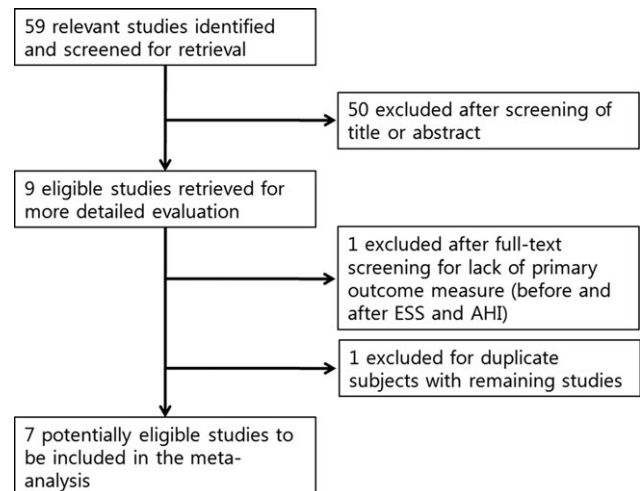 59 relevant studies identified
and screened for retrieval
50 excluded after screening of
title or abstract
9 eligible studies retrieved for
more detailed evaluation
1 excluded after full-text
screening for lack of primary
outcome measure (before and
after ESS and AHI)
1 excluded for duplicate
subjects with remaining studies
7 potentially eligible studies to
be included in the meta-
analysis